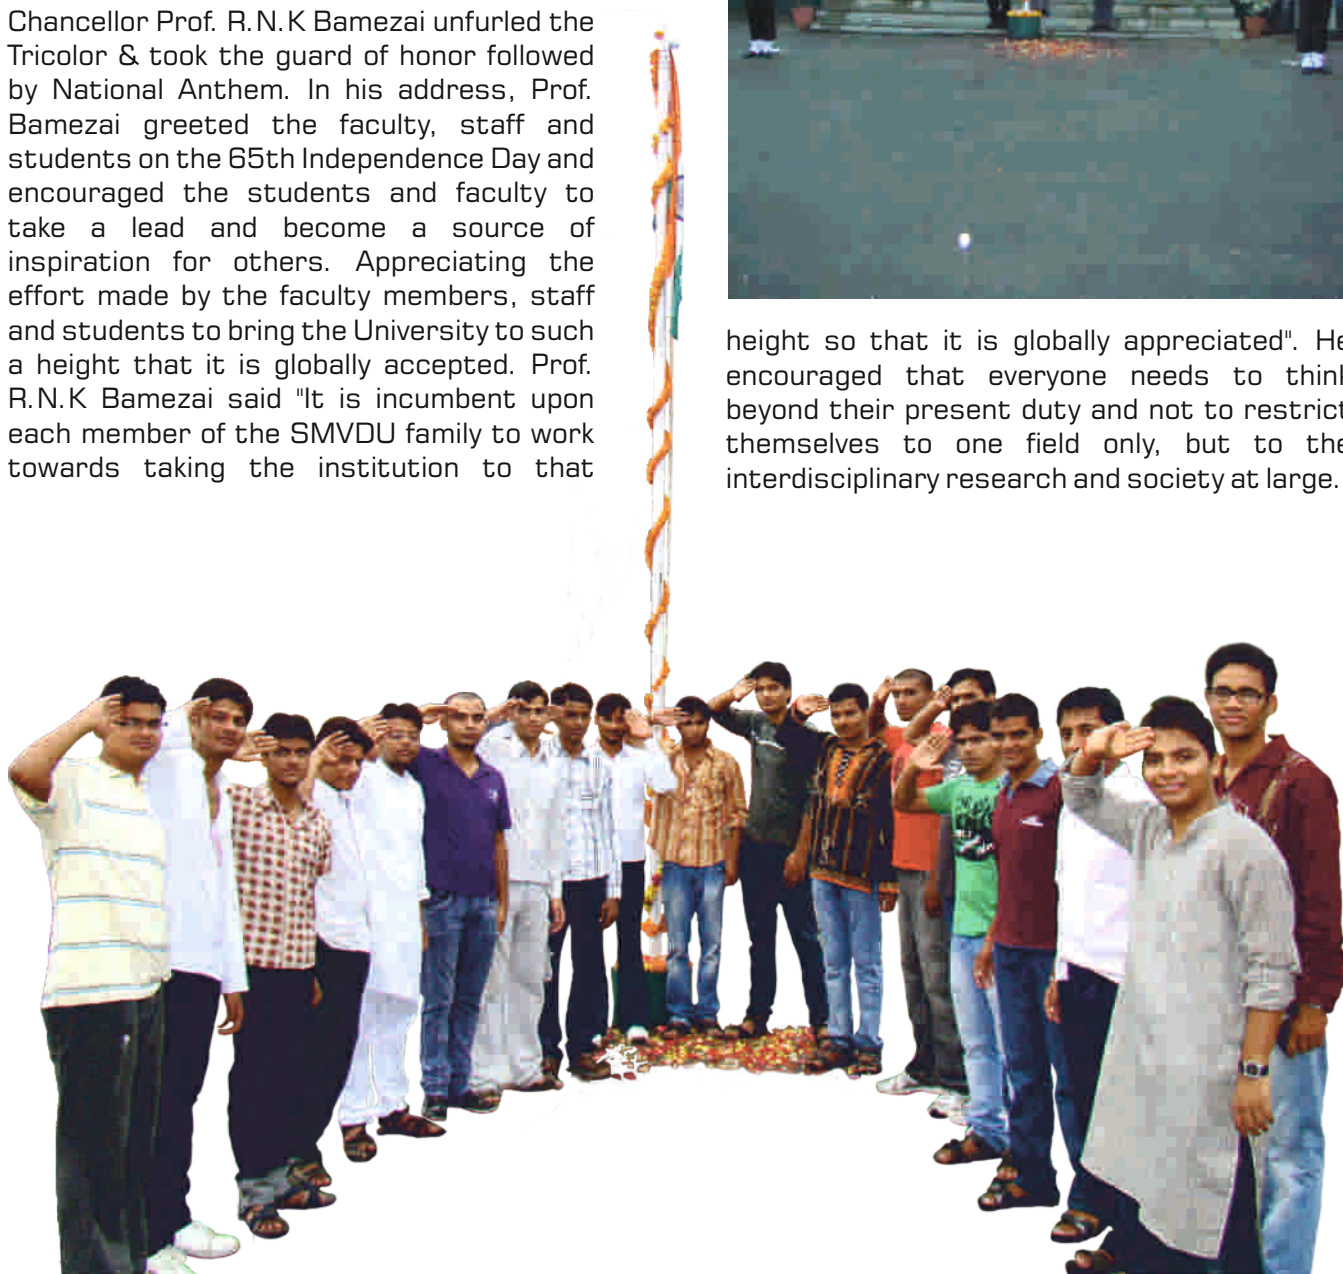 Chancellor Prof. R.N.K Bamezai unfurled the
Tricolor & took the guard of honor followed
by National Anthem. In his address, Prof.
Bamezai greeted the faculty, staff and
students on the 65th Independence Day and
encouraged the students and faculty to
take a lead and become a source of
inspiration for others. Appreciating the
effort made by the faculty members, staff
and students to bring the University to such
a height that it is globally accepted. Prof.
R.N.K Bamezai said "It is incumbent upon
each member of the SMVDU family to work
towards taking the institution to that
height so that it is globally appreciated". He
encouraged that everyone needs to think
beyond their present duty and not to restrict
themselves to one field only, but to the
interdisciplinary research and society at large.